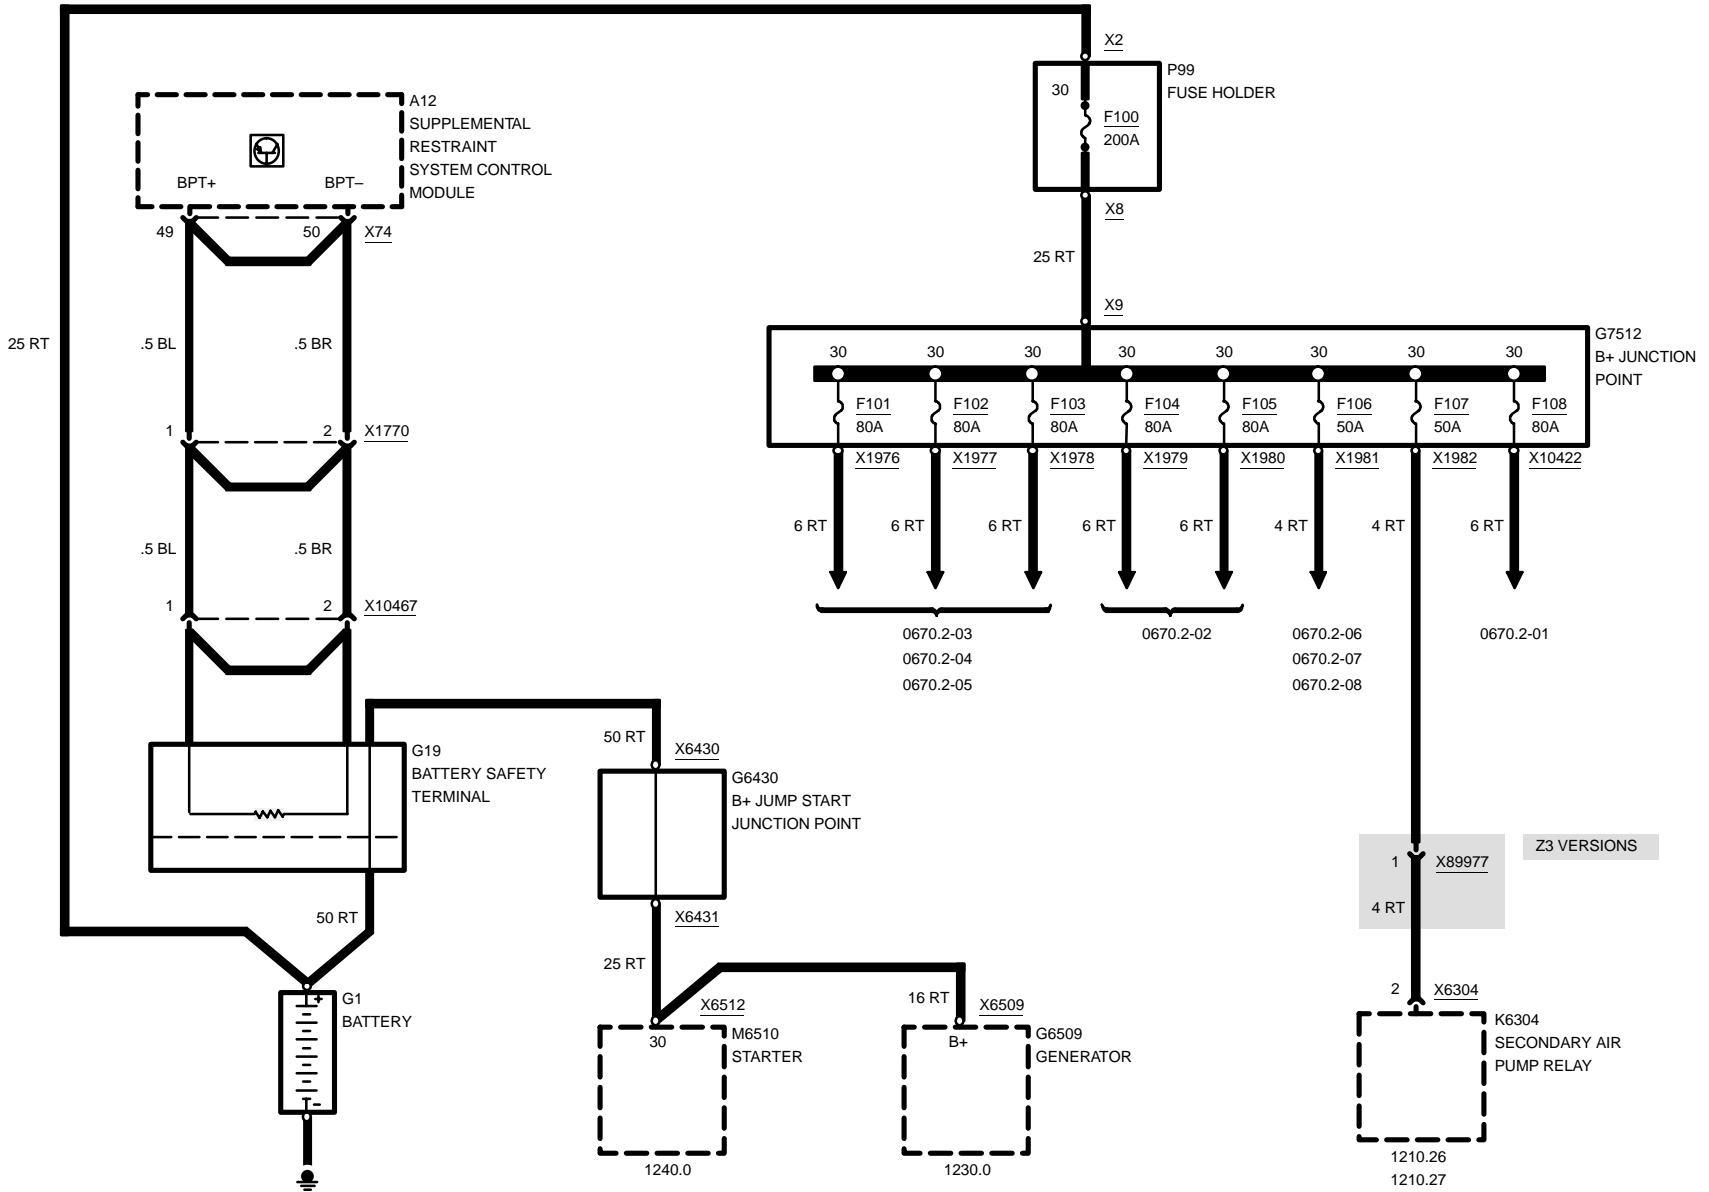 X2
P99
FUSE HOLDER
30
F100
200A
A12
SUPPLEMENTAL
RESTRAINT
SYSTEM CONTROL
MODULE
BPT+ BPT–
X8
49 50 X74
25 RT
X9
G7512
B+ JUNCTION
POINT
25 RT
.5 BL .5 BR
30 30 30 30 30 30 30 30
F101 F102 F103 F104 F105 F106 F107 F108
80A 80A 80A 80A 80A 50A 50A 80A
1 2 X1770
X1976 X1977 X1978 X1979 X1980 X1981 X1982 X10422
6 RT 6 RT 6 RT 6 RT 6 RT 4 RT 4 RT 6 RT
.5 BL .5 BR
1 2 X10467
0670.2-03 0670.2-02 0670.2-06 0670.2-01
0670.2-04 0670.2-07
0670.2-05 0670.2-08
50 RT X6430
G19
BATTERY SAFETY
TERMINAL
G6430
B+ JUMP START
JUNCTION POINT
Z3 VERSIONS
1 X89977
4 RT
50 RT X6431
25 RT
2 X6304
G1
BATTERY
+
–
X6512 16 RT X6509
M6510
STARTER
30
G6509
GENERATOR
B+
K6304
SECONDARY AIR
PUMP RELAY
1240.0 1230.0 1210.26
1210.27